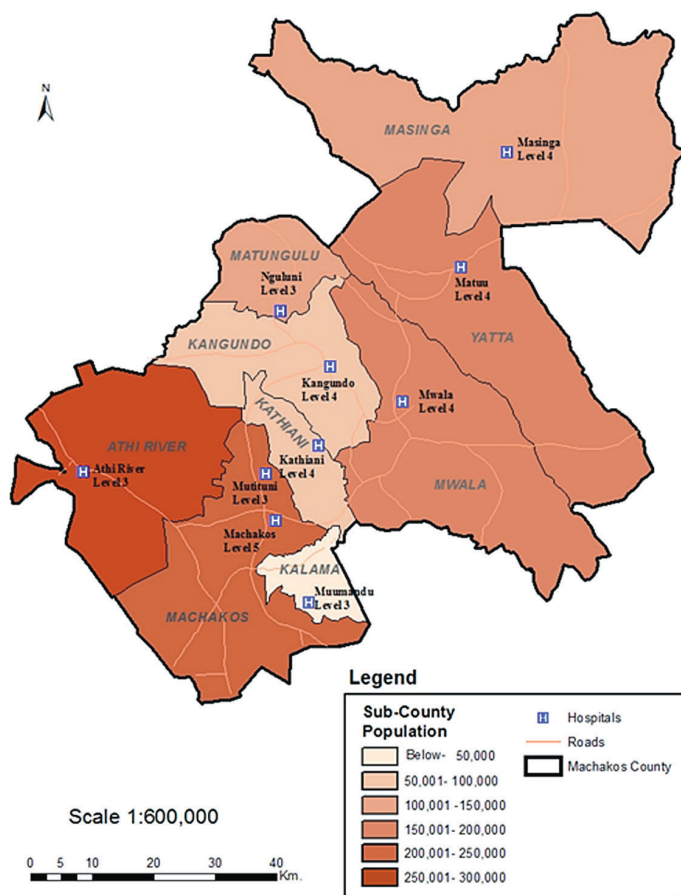 N
MASINGA
Masinga
Level 4
MATUNGULU
Nguluni
Level 3
Matuu
Level 4
YATTA
KANGUNDO
Kangundo
Level 4
Mwala
Level 4
KATHIANI
Kathiani
Level 4
ATHI RIVER
Athi River
Level 3
Mutituni
Level 3
MWALA
Machakos
Level 5
KALAMA
Muumandu
Level 3
MACHAKOS
Legend
Sub-County
Population
Below- 50,000
50,001- 100,000
100,001 -150,000
150,001- 200,000
200,001- 250,000
250,001- 300,000
H Hospitals
Roads
Machakos County
Scale 1:600,000
0 5 10 20 30 40
Km.